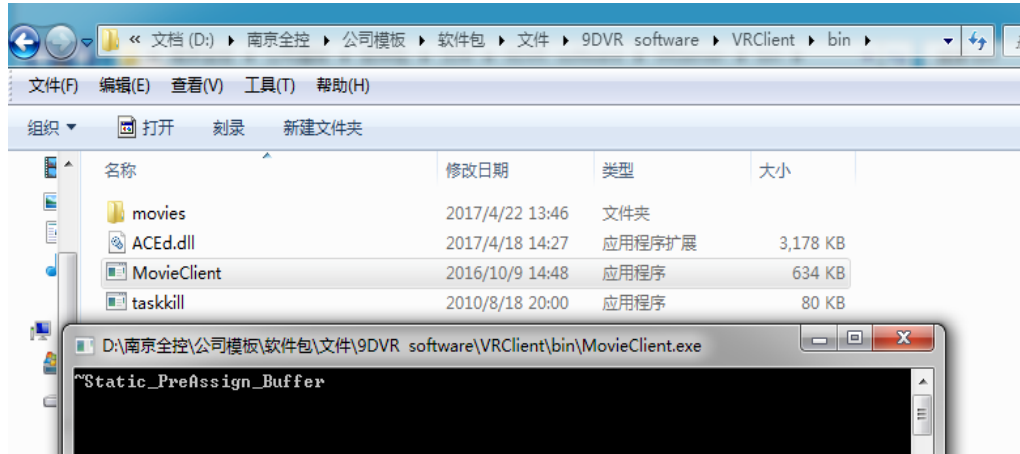 « 文档 (D:) ▸ 南京全控 ▸ 公司模板 ▸ 软件包 ▸ 文件 ▸ 9DVR software ▸ VRClient ▸ bin ▸
文件(F) 编辑(E) 查看(V) 工具(T) 帮助(H)
组织 ▼ 打开 刻录 新建文件夹
名称 修改日期 类型 大小
movies 2017/4/22 13:46 文件夹
ACEd.dll 2017/4/18 14:27 应用程序扩展 3,178 KB
MovieClient 2016/10/9 14:48 应用程序 634 KB
taskkill 2010/8/18 20:00 应用程序 80 KB
D:\南京全控\公司模板\软件包\文件\9DVR software\VRClient\bin\MovieClient.exe
~Static_PreAssign_Buffer